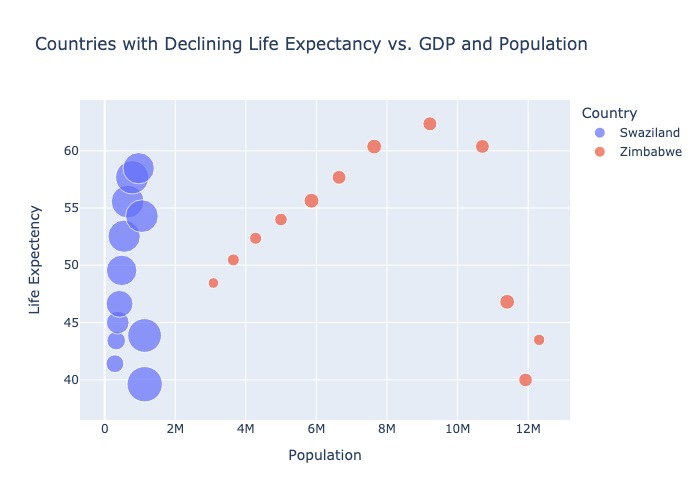 Countries with Declining Life Expectancy vs. GDP and Population
Country
Swaziland
Zimbabwe
60
55
50
45
40
Life Expectency
0 2M 4M 6M 8M 10M 12M
Population